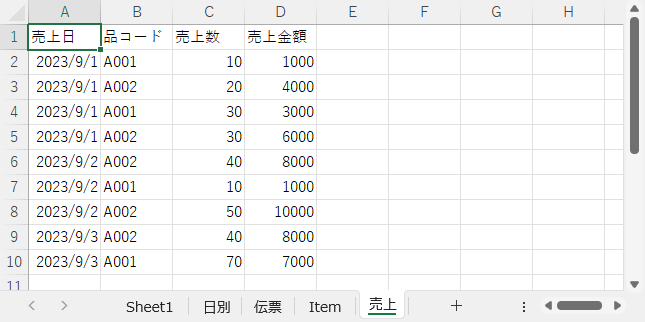 A B C D E F G H
1 売上日 品コード 売上数 売上金額
2 2023/9/1 A001 10 1000
3 2023/9/1 A002 20 4000
4 2023/9/1 A001 30 3000
5 2023/9/1 A002 30 6000
6 2023/9/2 A002 40 8000
7 2023/9/2 A001 10 1000
8 2023/9/2 A002 50 10000
9 2023/9/3 A002 40 8000
10 2023/9/3 A001 70 7000
11
Sheet1 日別 伝票 Item 売上